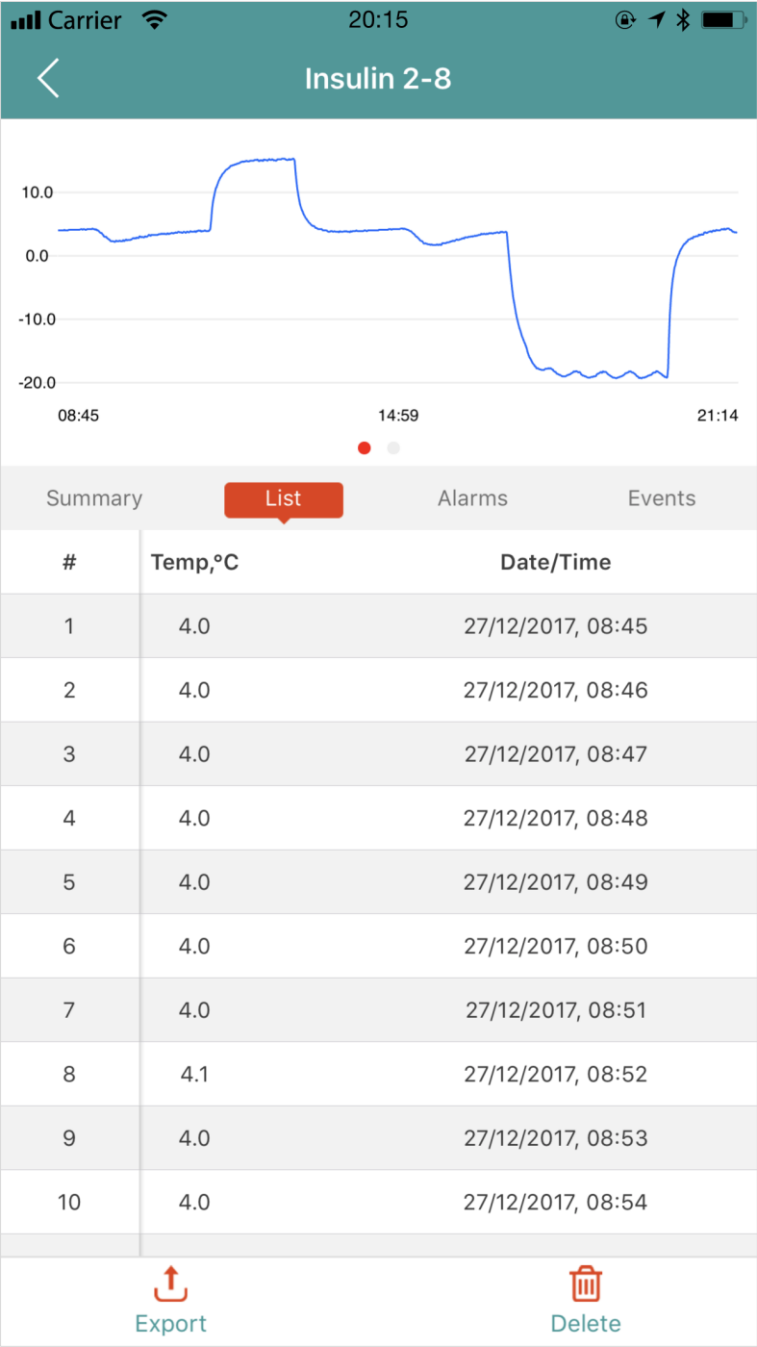 Carrier 20:15
Insulin 2-8
10.0
0.0
-10.0
-20.0
08:45 14:59 21:14
Summary List Alarms Events
# Temp,°C Date/Time
1 4.0 27/12/2017, 08:45
2 4.0 27/12/2017, 08:46
3 4.0 27/12/2017, 08:47
4 4.0 27/12/2017, 08:48
5 4.0 27/12/2017, 08:49
6 4.0 27/12/2017, 08:50
7 4.0 27/12/2017, 08:51
8 4.1 27/12/2017, 08:52
9 4.0 27/12/2017, 08:53
10 4.0 27/12/2017, 08:54
Export Delete